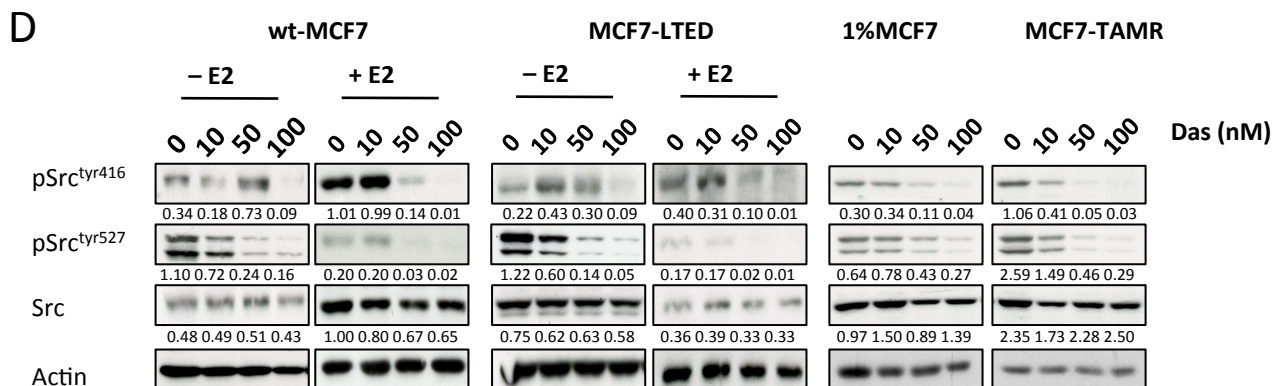 D
wt-MCF7 MCF7-LTED 1%MCF7 MCF7-TAMR
– E2 + E2 – E2 + E2
0 10 50 100 0 10 50 100 0 10 50 100 0 10 50 100 0 10 50 100 0 10 50 100 Das (nM)
pSrctyr416
0.34 0.18 0.73 0.09 1.01 0.99 0.14 0.01 0.22 0.43 0.30 0.09 0.40 0.31 0.10 0.01 0.30 0.34 0.11 0.04 1.06 0.41 0.05 0.03
pSrctyr527
1.10 0.72 0.24 0.16 0.20 0.20 0.03 0.02 1.22 0.60 0.14 0.05 0.17 0.17 0.02 0.01 0.64 0.78 0.43 0.27 2.59 1.49 0.46 0.29
Src
0.48 0.49 0.51 0.43 1.00 0.80 0.67 0.65 0.75 0.62 0.63 0.58 0.36 0.39 0.33 0.33 0.97 1.50 0.89 1.39 2.35 1.73 2.28 2.50
Actin